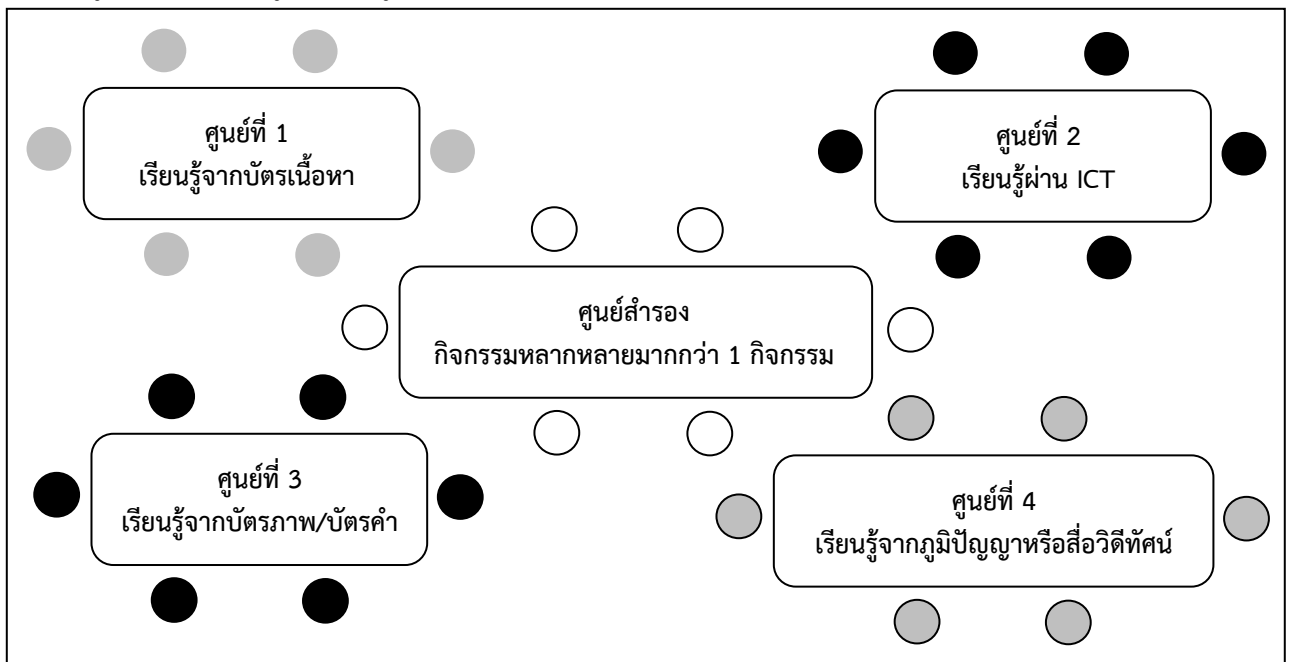 ศูนย์ที่ 1
เรียนรู้จากบัตรเนื้อหา
ศูนย์ที่ 2
เรียนรู้ผ่าน ICT
ศูนย์สำรอง
กิจกรรมหลากหลายมากกว่า 1 กิจกรรม
ศูนย์ที่ 3
เรียนรู้จากบัตรภาพ/บัตรคำ
ศูนย์ที่ 4
เรียนรู้จากภูมิปัญญาหรือสื่อวิดีทัศน์